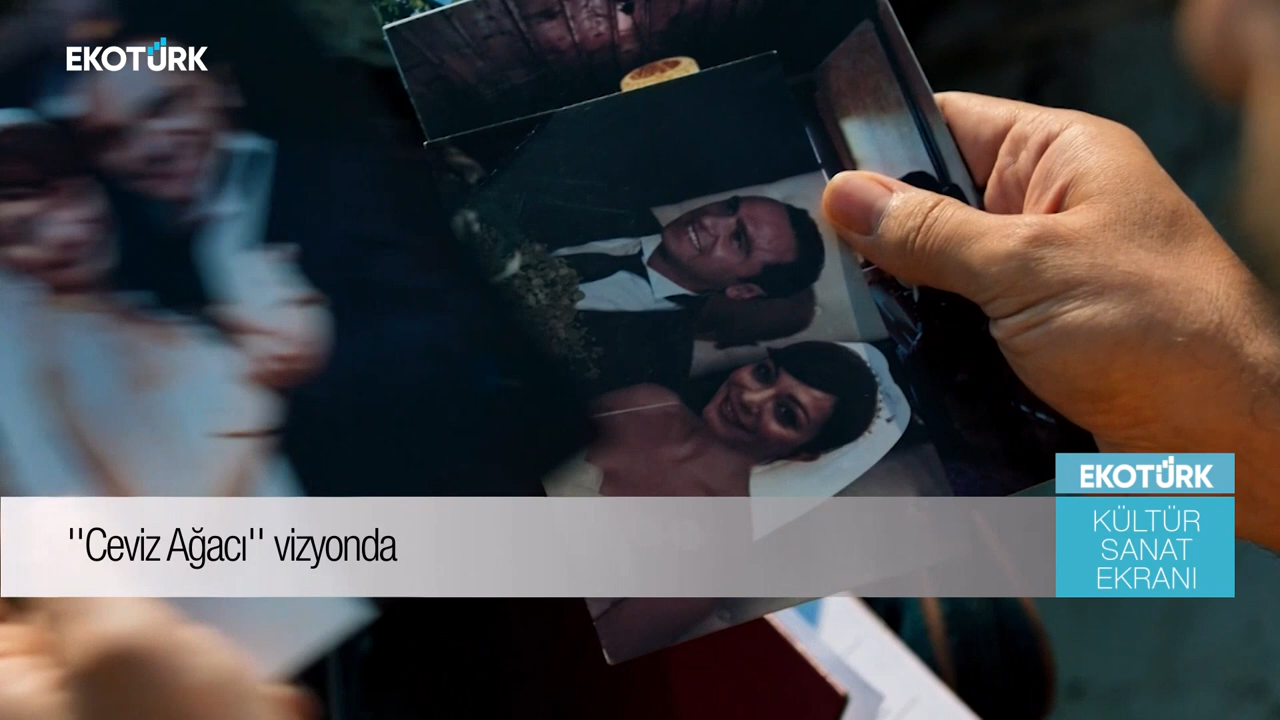 EKOTÜRK
"Ceviz Ağacı" vizyonda
EKOTÜRK
KÜLTÜR
SANAT
EKRANI